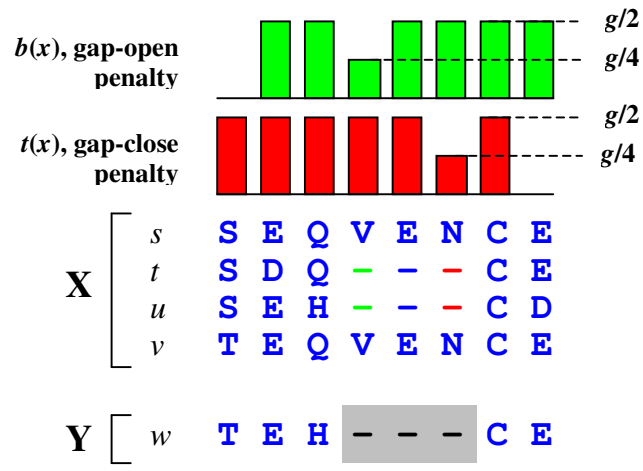 b(x), gap-open penalty
g/2
g/4
t(x), gap-close penalty
g/2
g/4
X
s S E Q V E N C E
t S D Q – – – C E
u S E H – – – C D
v T E Q V E N C E
Y w T E H – – – C E